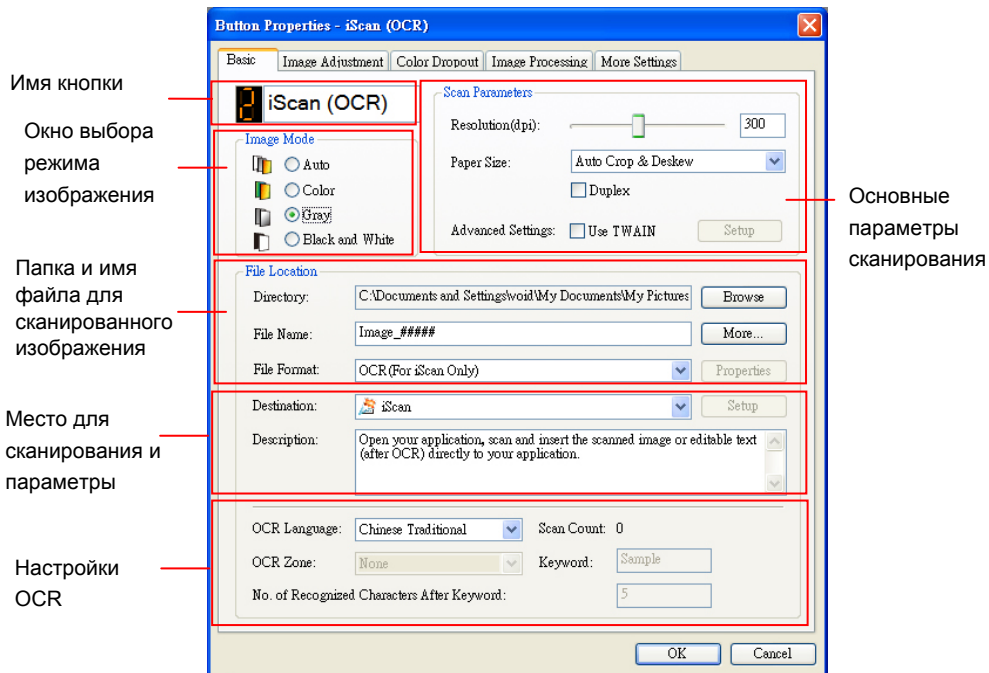 Button Properties - iScan (OCR)
Basic Image Adjustment Color Dropout Image Processing More Settings
Имя кнопки
2 iScan (OCR)
Окно выбора
режима
изображения
Image Mode
Auto
Color
Gray
Black and White
Scan Parameters
Resolution(dpi): 300
Paper Size: Auto Crop & Deskew
Duplex
Advanced Settings: Use TWAIN Setup
Основные
параметры
сканирования
Папка и имя
файла для
сканированного
изображения
File Location
Directory: C:\Documents and Settings\void\My Documents\My Pictures Browse
File Name: Image_##### More...
File Format: OCR(For iScan Only) Properties
Место для
сканирования и
параметры
Destination: iScan Setup
Description: Open your application, scan and insert the scanned image or editable text
(after OCR) directly to your application.
Настройки
OCR
OCR Language: Chinese Traditional Scan Count: 0
OCR Zone: None Keyword: Sample
No. of Recognized Characters After Keyword: 5
OK Cancel